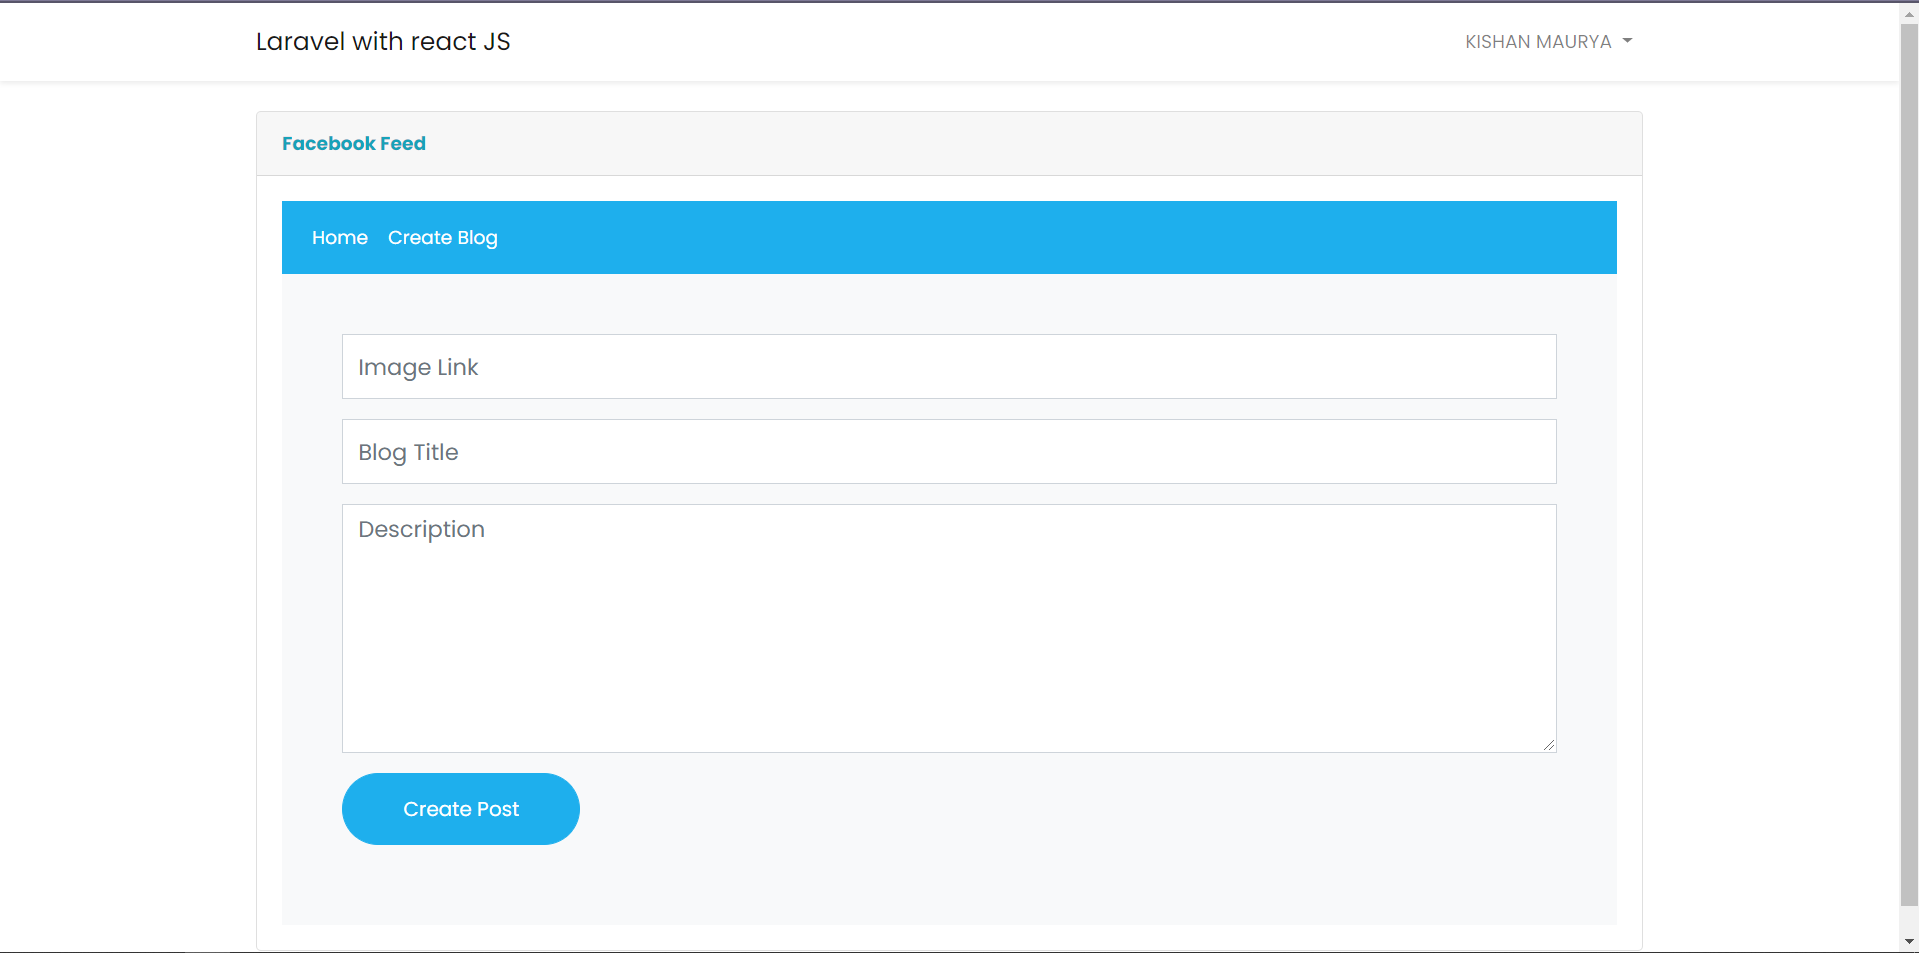 Laravel with react JS
KISHAN MAURYA
Facebook Feed
Home Create Blog
Image Link
Blog Title
Description
Create Post